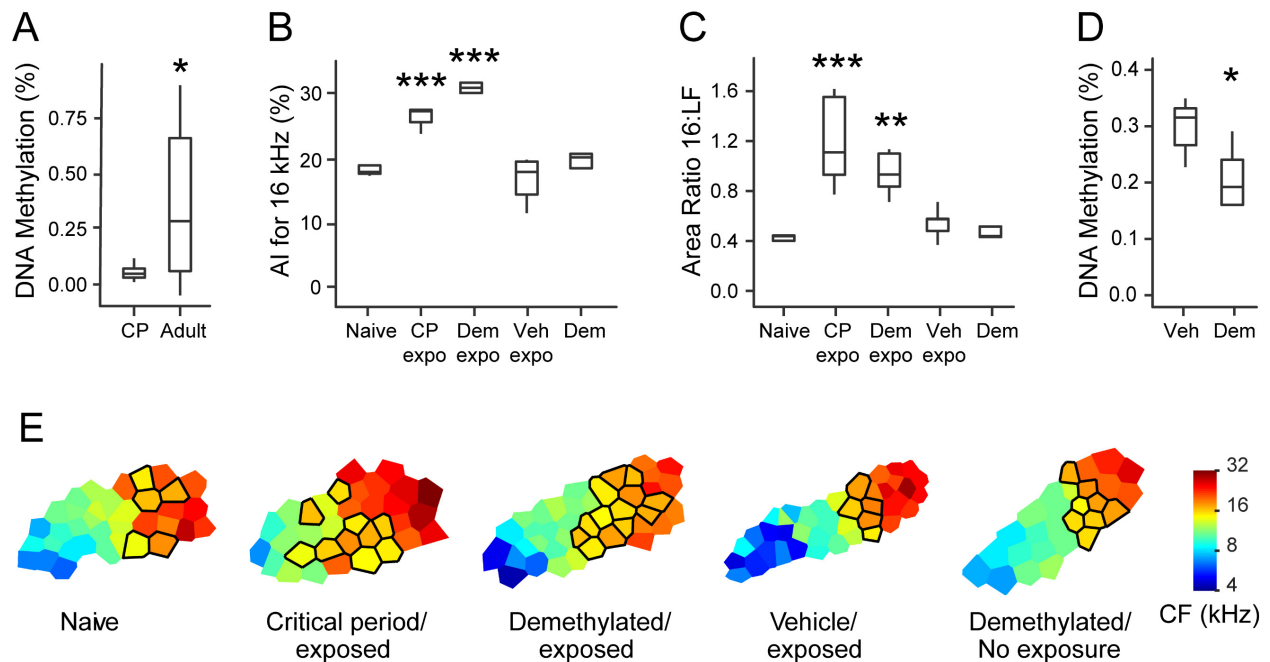 A
DNA Methylation (%)
0.75
0.50
0.25
0.00
*
CP
Adult
B
AI for 16 kHz (%)
30
20
10
0
***
***
Naive
CP
expo
Dem
expo
Veh
expo
Dem
C
Area Ratio 16:LF
1.6
1.2
0.8
0.4
0.0
***
**
Naive
CP
expo
Dem
expo
Veh
expo
Dem
D
DNA Methylation (%)
0.4
0.3
0.2
0.1
0.0
*
Veh
Dem
E
Naive
Critical period/
exposed
Demethylated/
exposed
Vehicle/
exposed
Demethylated/
No exposure
32
16
8
4
CF (kHz)